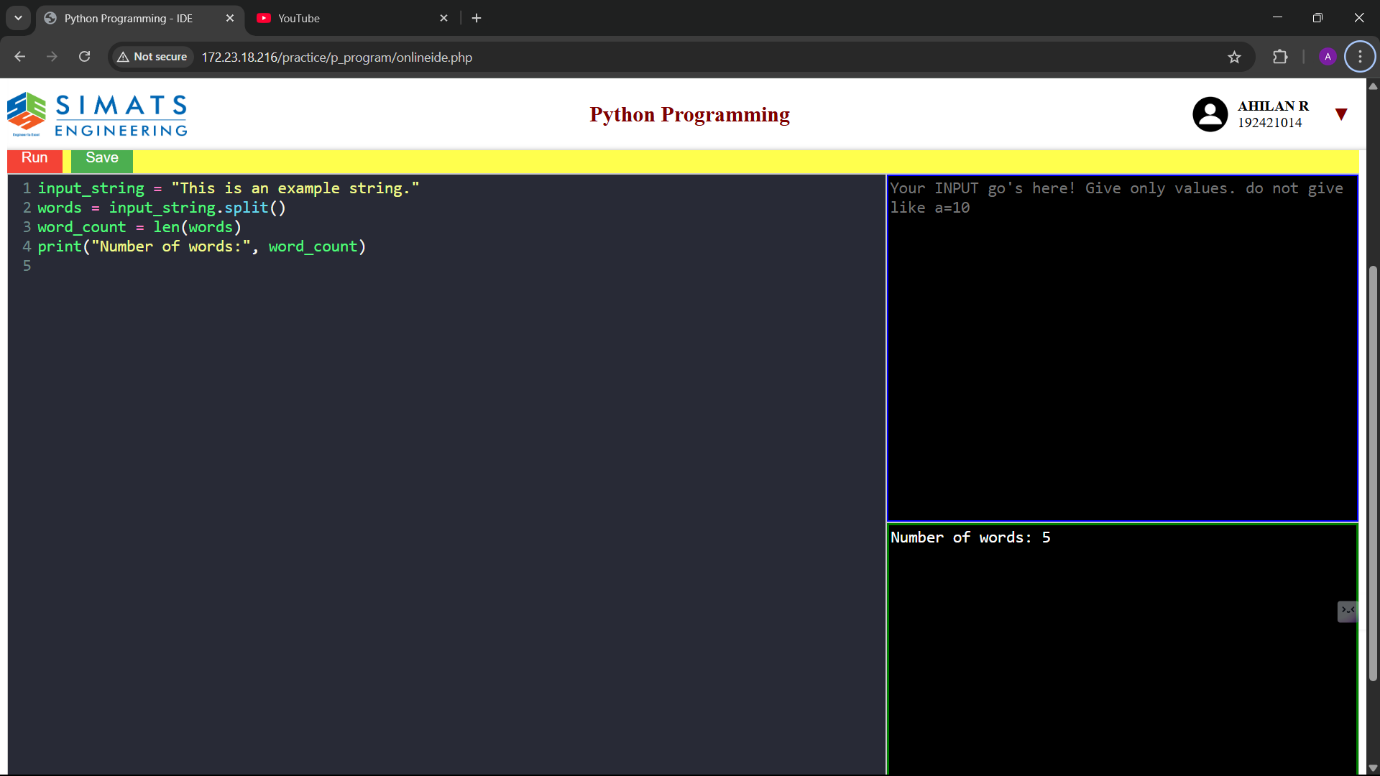 Python Programming - IDE
YouTube
Not secure
172.23.18.216/practice/p_program/onlineide.php
A
SIMATS
ENGINEERING
Python Programming
AHILAN R
192421014
Run
Save
1 input_string = "This is an example string."
2 words = input_string.split()
3 word_count = len(words)
4 print("Number of words:", word_count)
5
Your INPUT go's here! Give only values. do not give
like a=10
Number of words: 5